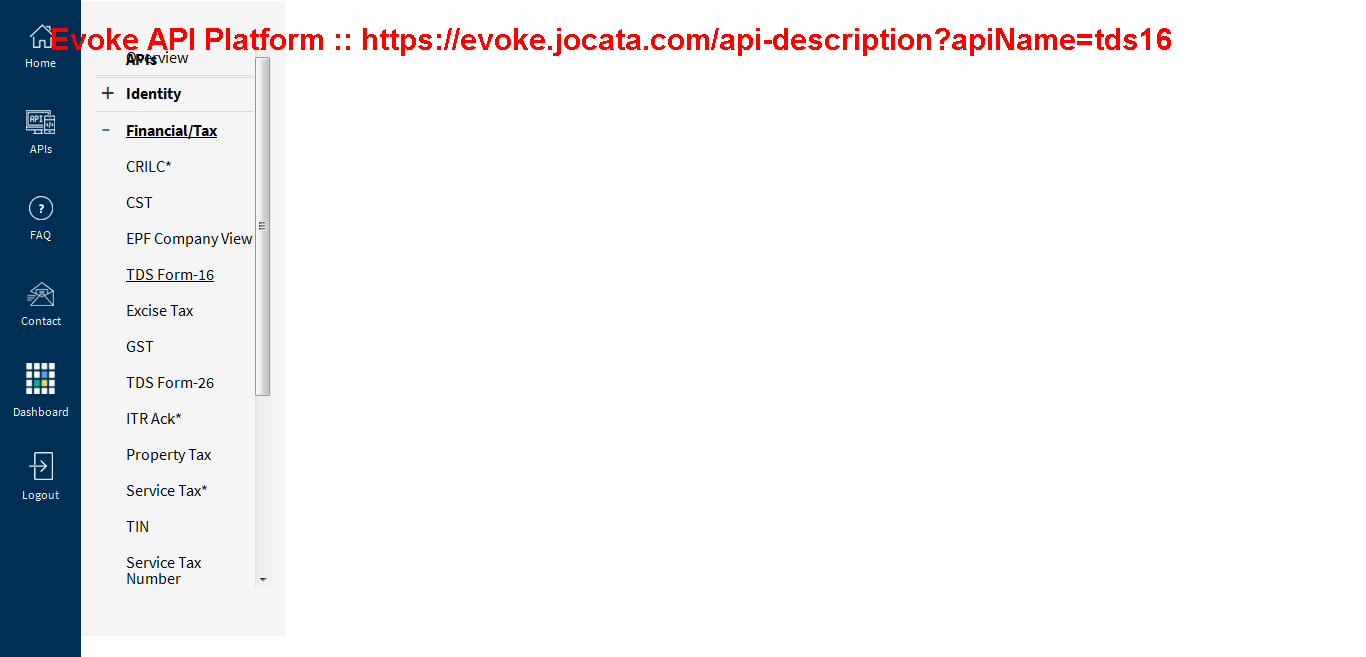 Evoke API Platform :: https://evoke.jocata.com/api-description?apiName=tds16
Home
APIs
FAQ
Contact
Dashboard
Logout
APIs
Overview
Identity
Financial/Tax
CRILC*
CST
EPF Company View
TDS Form-16
Excise Tax
GST
TDS Form-26
ITR Ack*
Property Tax
Service Tax*
TIN
Service Tax
Number